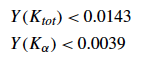 Y(K_{tot}) < 0.0143
Y(K_α) < 0.0039